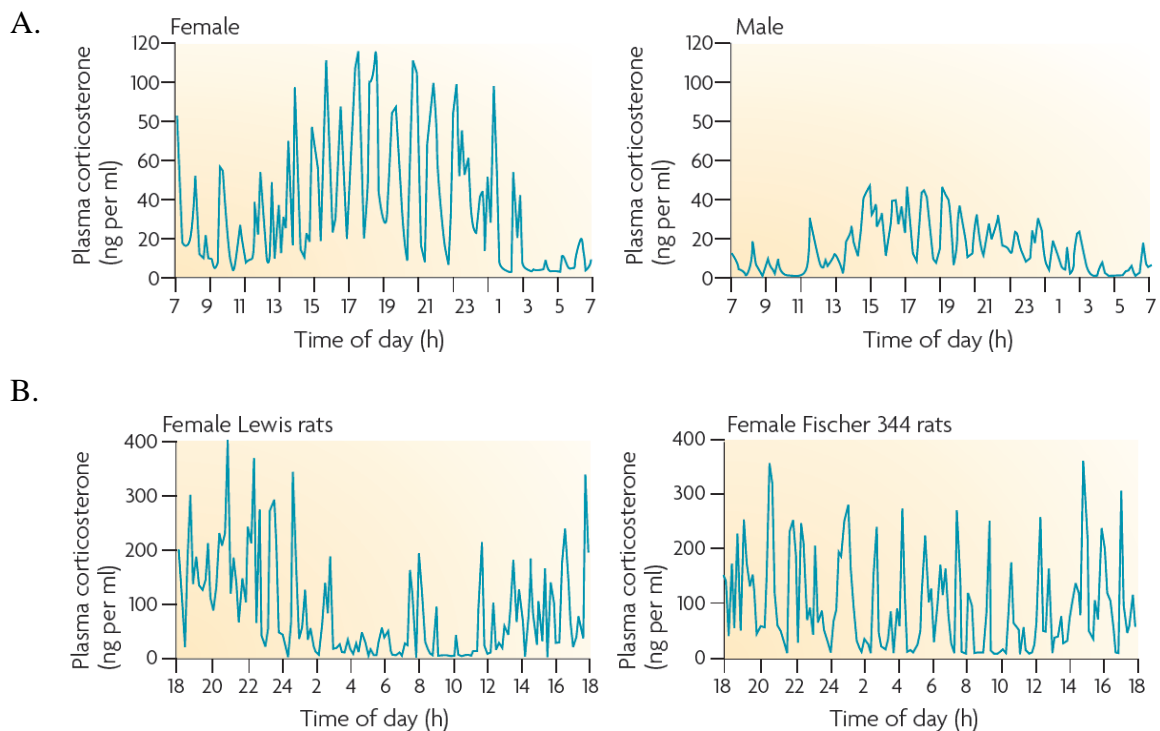 A.
Female
Plasma corticosterone
(ng per ml)
120
100
50
60
40
20
0
7 9 11 13 15 17 19 21 23 1 3 5 7
Time of day (h)
Male
Plasma corticosterone
(ng per ml)
120
100
50
60
40
20
0
7 9 11 13 15 17 19 21 23 1 3 5 7
Time of day (h)
B.
Female Lewis rats
Plasma corticosterone
(ng per ml)
400
300
200
100
0
18 20 22 24 2 4 6 8 10 12 14 16 18
Time of day (h)
Female Fischer 344 rats
Plasma corticosterone
(ng per ml)
400
300
200
100
0
18 20 22 24 2 4 6 8 10 12 14 16 18
Time of day (h)